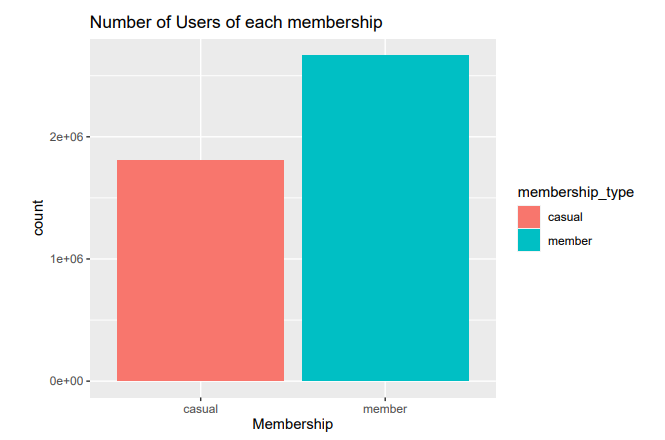 Number of Users of each membership
count
2e+06
1e+06
0e+00
casual
member
Membership
membership_type
casual
member